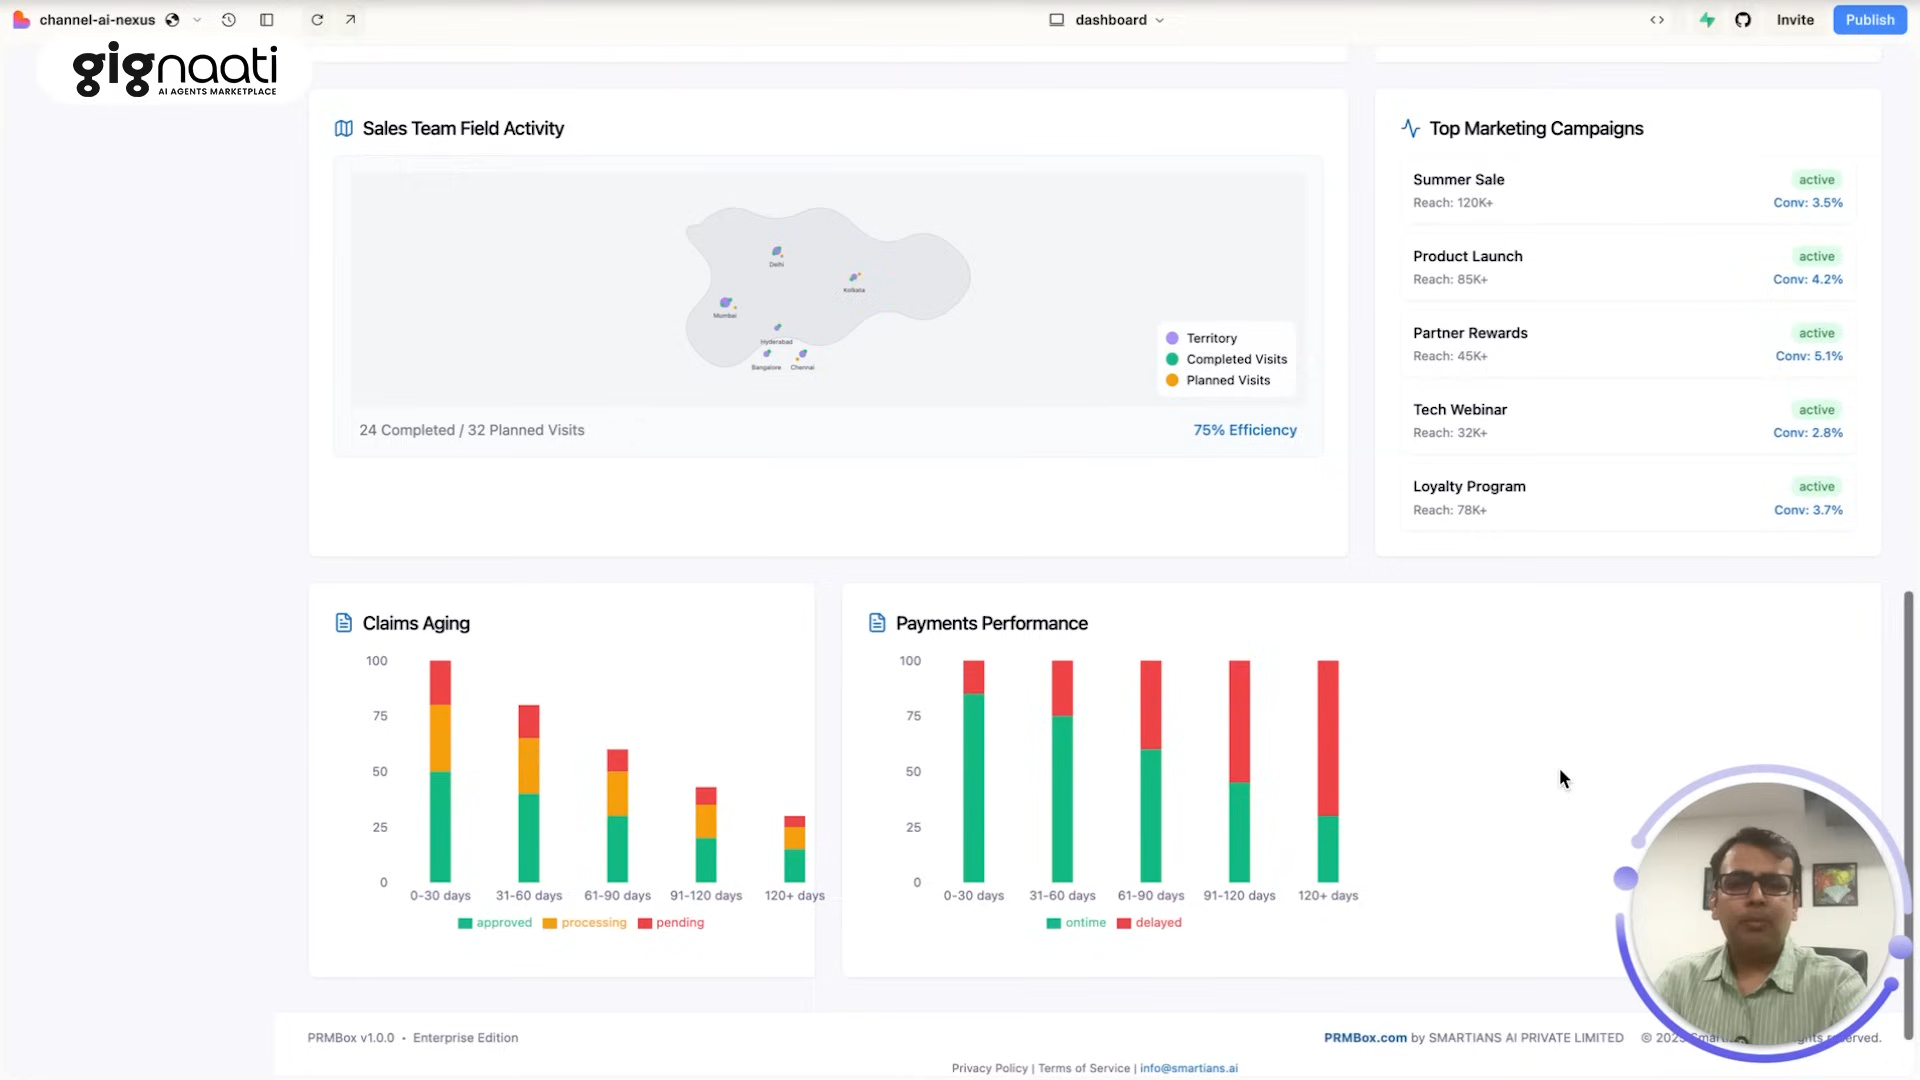 channel-ai-nexus
dashboard
Invite
Publish
gignaati
AI AGENTS MARKETPLACE
Sales Team Field Activity
Delhi
Kolkata
Mumbai
Hyderabad
Bangalore
Chennai
Territory
Completed Visits
Planned Visits
24 Completed / 32 Planned Visits
75% Efficiency
Top Marketing Campaigns
Summer Sale
active
Reach: 120K+
Conv: 3.5%
Product Launch
active
Reach: 85K+
Conv: 4.2%
Partner Rewards
active
Reach: 45K+
Conv: 5.1%
Tech Webinar
active
Reach: 32K+
Conv: 2.8%
Loyalty Program
active
Reach: 78K+
Conv: 3.7%
Claims Aging
100
75
50
25
0
0-30 days 31-60 days 61-90 days 91-120 days 120+ days
approved processing pending
Payments Performance
100
75
50
25
0
0-30 days 31-60 days 61-90 days 91-120 days 120+ days
ontime delayed
PRMBox v1.0.0 • Enterprise Edition
PRMBox.com by SMARTIANS AI PRIVATE LIMITED
Privacy Policy | Terms of Service | info@smartians.ai